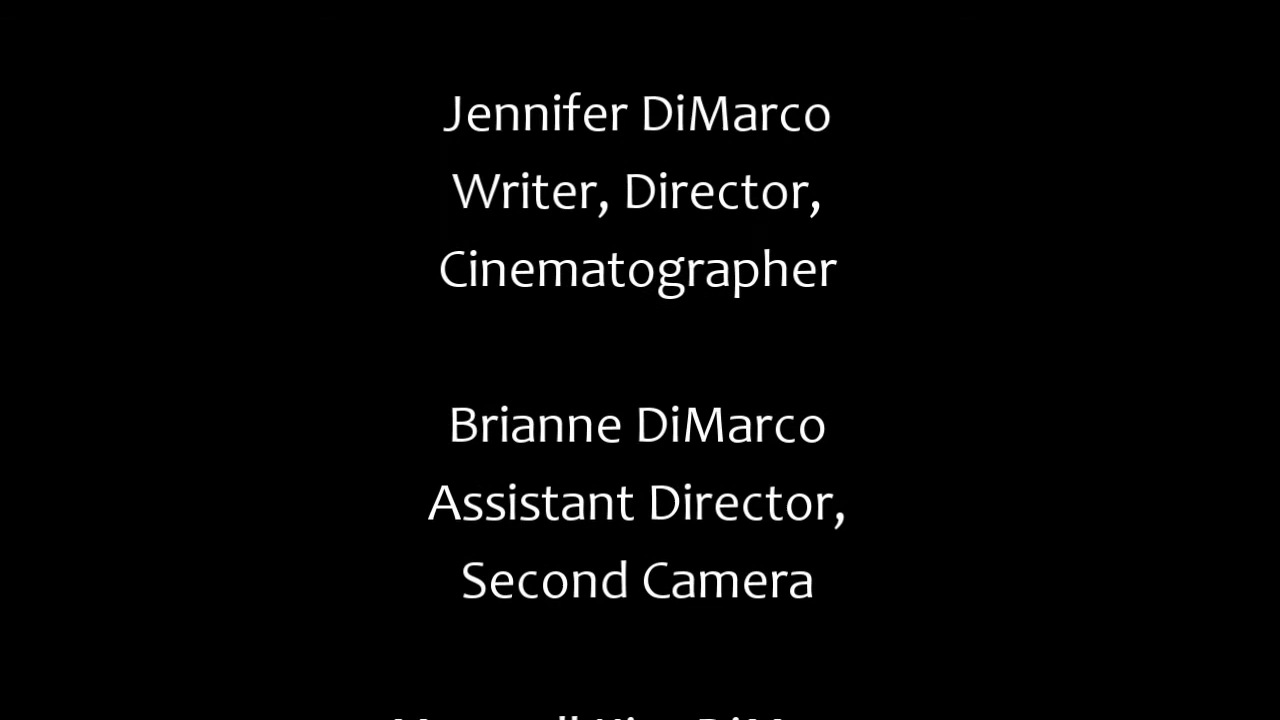 Jennifer DiMarco
Writer, Director,
Cinematographer
Brianne DiMarco
Assistant Director,
Second Camera